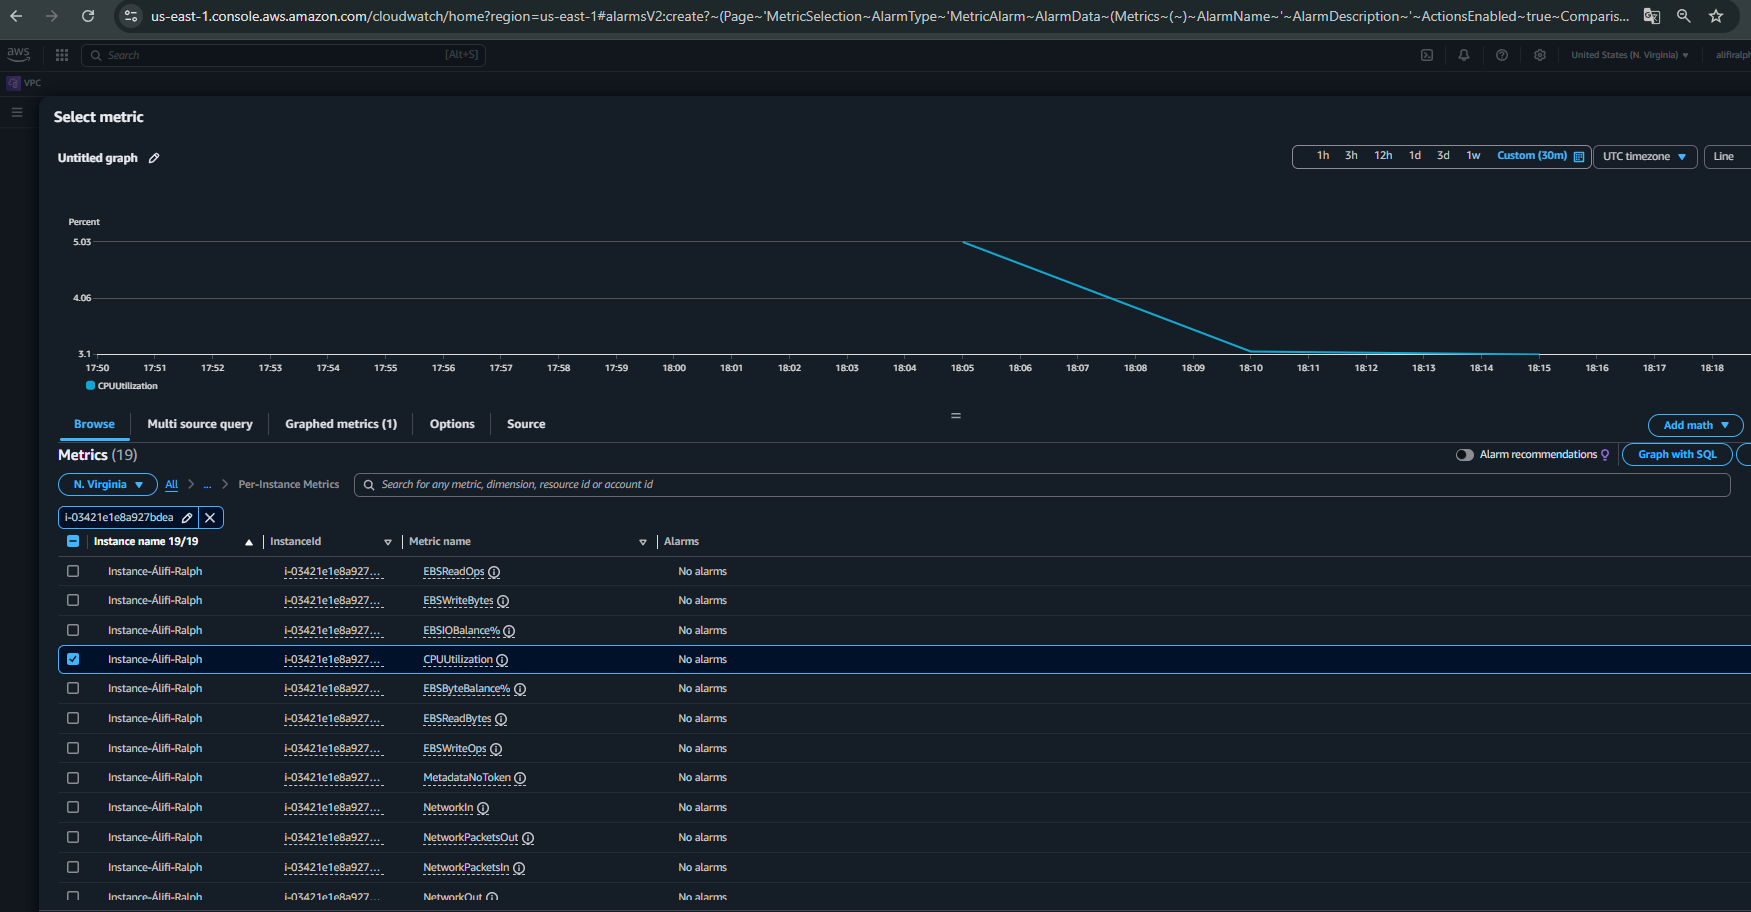 us-east-1.console.aws.amazon.com/cloudwatch/home?region=us-east-1#alarmsV2:create?~(Page~'MetricSelection~AlarmType~'MetricAlarm~AlarmData~(Metrics~(~)~AlarmName~'~AlarmDescription~'~ActionsEnabled~true~Comparis...
aws Search [Alt+S] United States (N. Virginia) alifiralph
VPC
Select metric
Untitled graph
1h 3h 12h 1d 3d 1w Custom (30m) UTC timezone Line
Percent
5.03
4.06
3.1
17:50 17:51 17:52 17:53 17:54 17:55 17:56 17:57 17:58 17:59 18:00 18:01 18:02 18:03 18:04 18:05 18:06 18:07 18:08 18:09 18:10 18:11 18:12 18:13 18:14 18:15 18:16 18:17 18:18
CPUUtilization
Browse Multi source query Graphed metrics (1) Options Source
Add math
Metrics (19)
Alarm recommendations Graph with SQL
N. Virginia All ... Per-Instance Metrics Search for any metric, dimension, resource id or account id
i-03421e1e8a927bdea
Instance name 19/19 InstanceId Metric name Alarms
Instance-Álifi-Ralph i-03421e1e8a927... EBSReadOps No alarms
Instance-Álifi-Ralph i-03421e1e8a927... EBSWriteBytes No alarms
Instance-Álifi-Ralph i-03421e1e8a927... EBSIOBalance% No alarms
Instance-Álifi-Ralph i-03421e1e8a927... CPUUtilization No alarms
Instance-Álifi-Ralph i-03421e1e8a927... EBSByteBalance% No alarms
Instance-Álifi-Ralph i-03421e1e8a927... EBSReadBytes No alarms
Instance-Álifi-Ralph i-03421e1e8a927... EBSWriteOps No alarms
Instance-Álifi-Ralph i-03421e1e8a927... MetadataNoToken No alarms
Instance-Álifi-Ralph i-03421e1e8a927... NetworkIn No alarms
Instance-Álifi-Ralph i-03421e1e8a927... NetworkPacketsOut No alarms
Instance-Álifi-Ralph i-03421e1e8a927... NetworkPacketsIn No alarms
Instance-Álifi-Ralph i-03421e1e8a927... NetworkOut No alarms